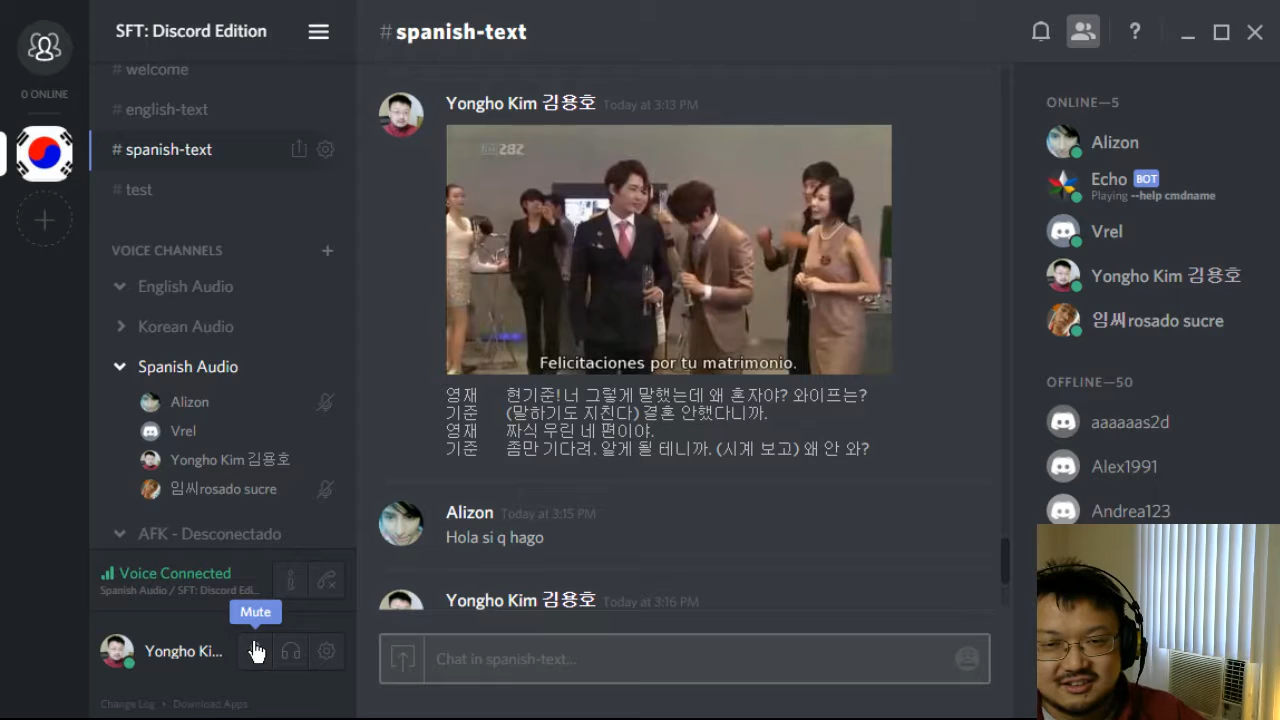 0 ONLINE
SFT: Discord Edition
# welcome
# english-text
# spanish-text
# test
VOICE CHANNELS
English Audio
Korean Audio
Spanish Audio
Alizon
Vrel
Yongho Kim 김용호
임씨rosado sucre
AFK - Desconectado
Voice Connected
Spanish Audio / SFT: Discord Edi...
Mute
Yongho Ki...
Change Log • Download Apps
# spanish-text
Yongho Kim 김용호 Today at 3:13 PM
Felicitaciones por tu matrimonio.
영재 현기준! 너 그렇게 말했는데 왜 혼자야? 와이프는?
기준 (말하기도 지친다) 결혼 안했다니까.
영재 짜식 우린 네 편이야.
기준 좀만 기다려. 알게 될 테니까. (시계 보고) 왜 안 와?
Alizon Today at 3:15 PM
Hola si q hago
Yongho Kim 김용호 Today at 3:16 PM
Chat in spanish-text...
?
ONLINE—5
Alizon
Echo BOT
Playing --help cmdname
Vrel
Yongho Kim 김용호
임씨rosado sucre
OFFLINE—50
aaaaaas2d
Alex1991
Andrea123